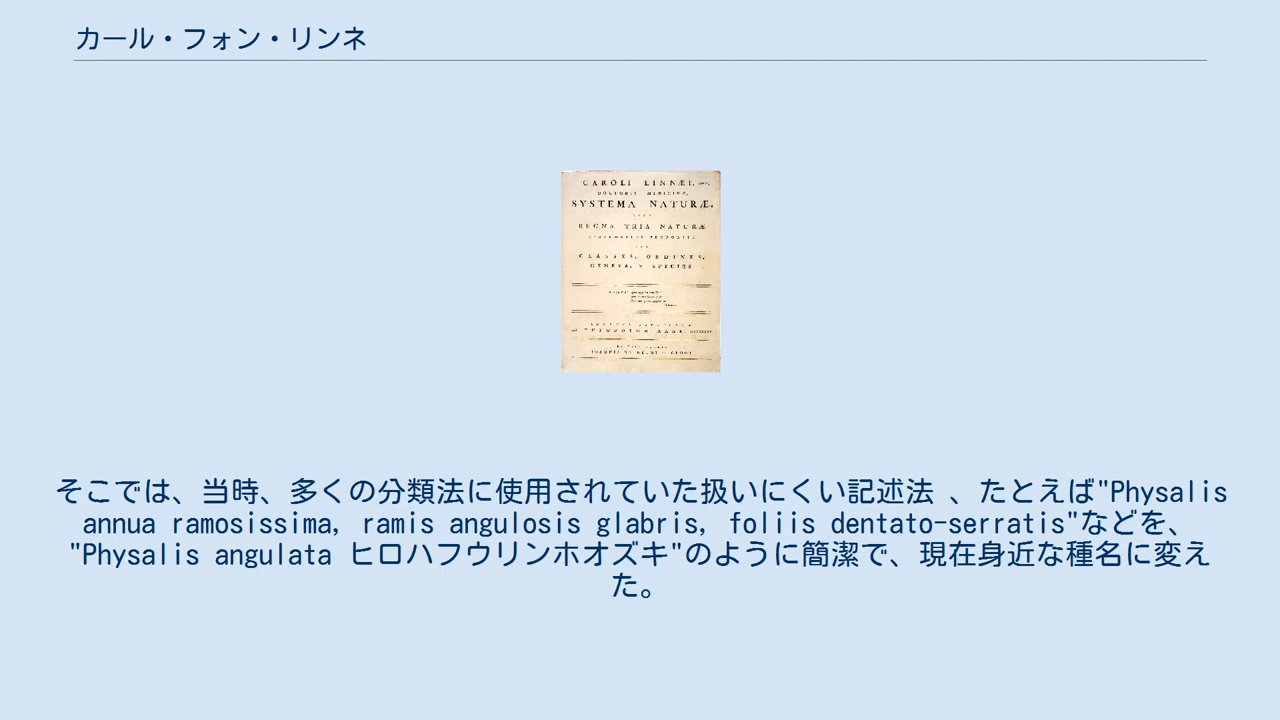 カール・フォン・リンネ
CAROLI LINNÆI,
DOCTORIS MEDICINÆ,
SYSTEMA NATURÆ,
REGNA TRIA NATURÆ
CLASSES, ORDINES,
GENERA, & SPECIES
そこでは、当時、多くの分類法に使用されていた扱いにくい記述法 、たとえば"Physalis
annua ramosissima, ramis angulosis glabris, foliis dentato-serratis"などを、
"Physalis angulata ヒロハフウリンホオズキ"のように簡潔で、現在身近な種名に変え
た。